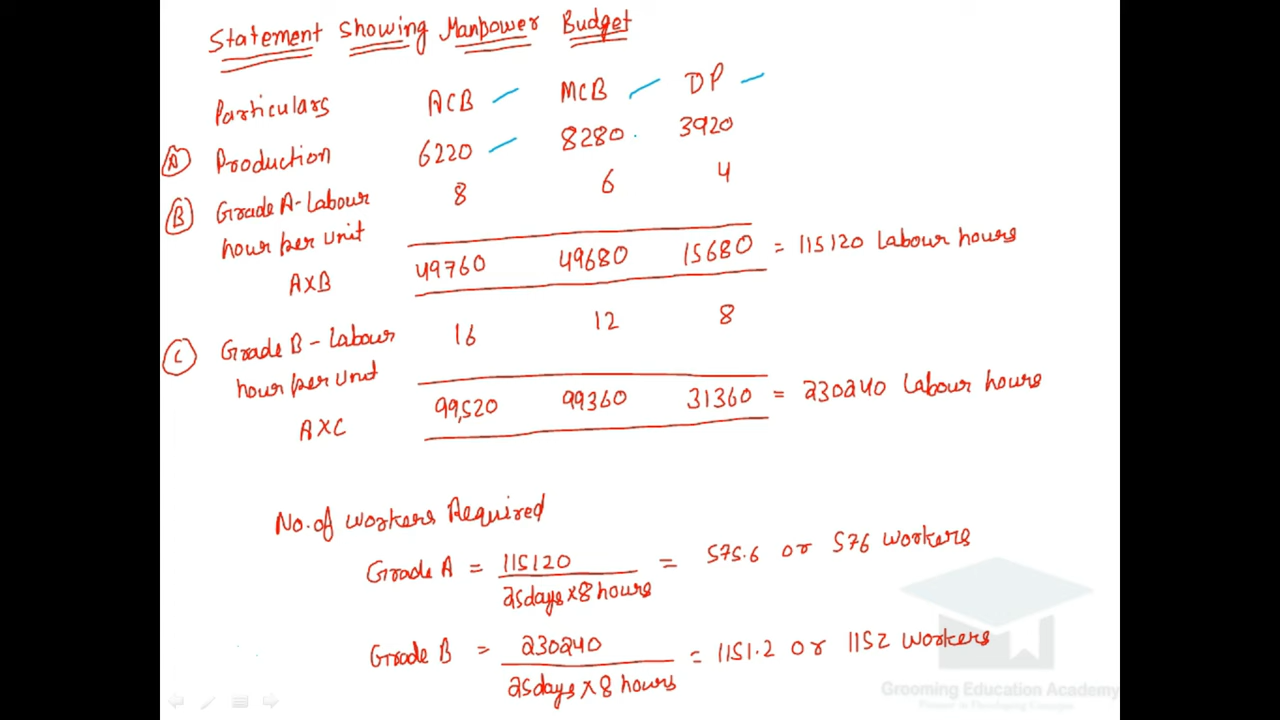 Statement Showing Manpower Budget
Particulars ACB MCB DP
(A) Production 6220 8280 3920
(B) Grade A - Labour hour per unit 8 6 4
AXB 49760 49680 15680 = 115120 Labour hours
(C) Grade B - Labour hour per unit 16 12 8
AXC 99,520 99360 31360 = 230240 Labour hours
No. of workers Required
Grade A = 115120 / 25days x 8 hours = 575.6 or 576 workers
Grade B = 230240 / 25days x 8 hours = 1151.2 or 1152 workers
Grooming Education Academy